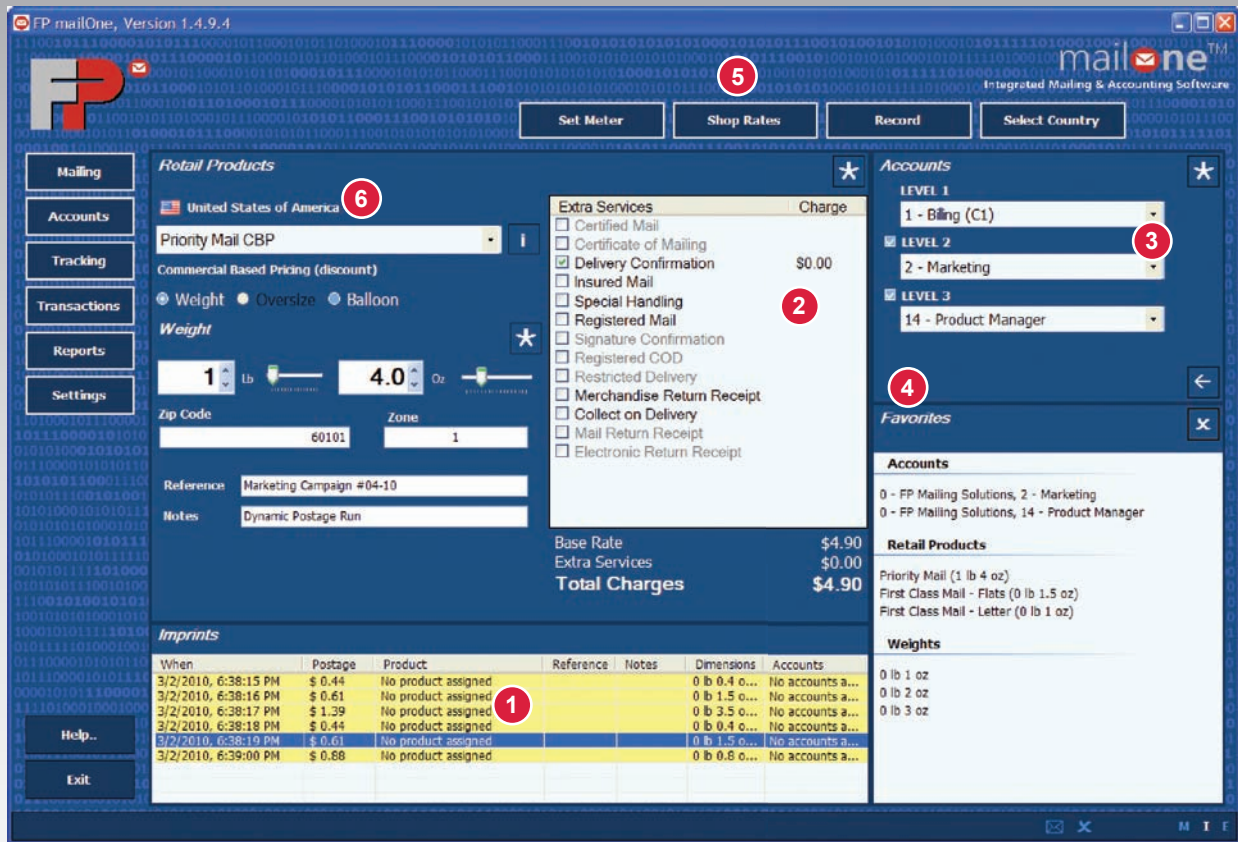 FP mailOne, Version 1.4.9.4
FP
mailone™
Integrated Mailing & Accounting Software
5
Set Meter
Shop Rates
Record
Select Country
Mailing
Accounts
Tracking
Transactions
Reports
Settings
Help..
Exit
Retail Products
United States of America
6
Priority Mail CBP
i
Commercial Based Pricing (discount)
Weight
Oversize
Balloon
Weight
1 Lb
4.0 Oz
Zip Code
Zone
60101
1
Reference
Marketing Campaign #04-10
Notes
Dynamic Postage Run
Extra Services Charge
Certified Mail
Certificate of Mailing
Delivery Confirmation $0.00
Insured Mail
Special Handling
2
Registered Mail
Signature Confirmation
Registered COD
Restricted Delivery
Merchandise Return Receipt
Collect on Delivery
Mail Return Receipt
Electronic Return Receipt
Base Rate $4.90
Extra Services $0.00
Total Charges $4.90
Accounts
LEVEL 1
1 - Billing (C1)
LEVEL 2
3
2 - Marketing
LEVEL 3
14 - Product Manager
4
Favorites
Accounts
0 - FP Mailing Solutions, 2 - Marketing
0 - FP Mailing Solutions, 14 - Product Manager
Retail Products
Priority Mail (1 lb 4 oz)
First Class Mail - Flats (0 lb 1.5 oz)
First Class Mail - Letter (0 lb 1 oz)
Weights
0 lb 1 oz
0 lb 2 oz
0 lb 3 oz
Imprints
When Postage Product Reference Notes Dimensions Accounts
3/2/2010, 6:38:15 PM $ 0.44 No product assigned 0 lb 0.4 o... No accounts a...
3/2/2010, 6:38:16 PM $ 0.61 No product assigned 0 lb 1.5 o... No accounts a...
3/2/2010, 6:38:17 PM $ 1.39 No product assigned 0 lb 3.5 o... No accounts a...
1
3/2/2010, 6:38:18 PM $ 0.44 No product assigned 0 lb 0.4 o... No accounts a...
3/2/2010, 6:38:19 PM $ 0.61 No product assigned 0 lb 1.5 o... No accounts a...
3/2/2010, 6:39:00 PM $ 0.88 No product assigned 0 lb 0.8 o... No accounts a...
M I E